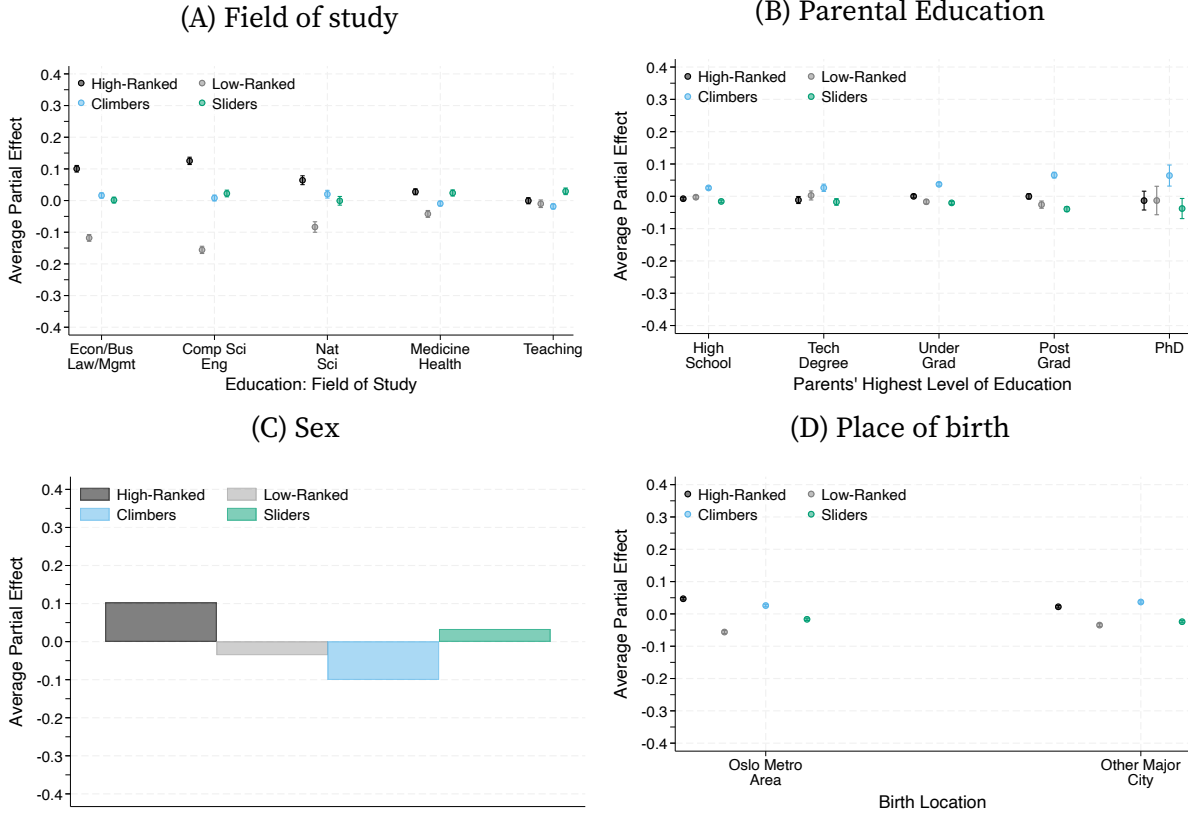 (A) Field of study
High-Ranked Low-Ranked
Climbers Sliders
Average Partial Effect
0.4
0.3
0.2
0.1
0.0
-0.1
-0.2
-0.3
-0.4
Econ/Bus Comp Sci Nat Medicine Teaching
Law/Mgmt Eng Sci Health
Education: Field of Study
(B) Parental Education
High-Ranked Low-Ranked
Climbers Sliders
Average Partial Effect
0.4
0.3
0.2
0.1
0.0
-0.1
-0.2
-0.3
-0.4
High Tech Under Post PhD
School Degree Grad Grad
Parents' Highest Level of Education
(C) Sex
High-Ranked Low-Ranked
Climbers Sliders
Average Partial Effect
0.4
0.3
0.2
0.1
0.0
-0.1
-0.2
-0.3
-0.4
(D) Place of birth
High-Ranked Low-Ranked
Climbers Sliders
Average Partial Effect
0.4
0.3
0.2
0.1
0.0
-0.1
-0.2
-0.3
-0.4
Oslo Metro Other Major
Area City
Birth Location